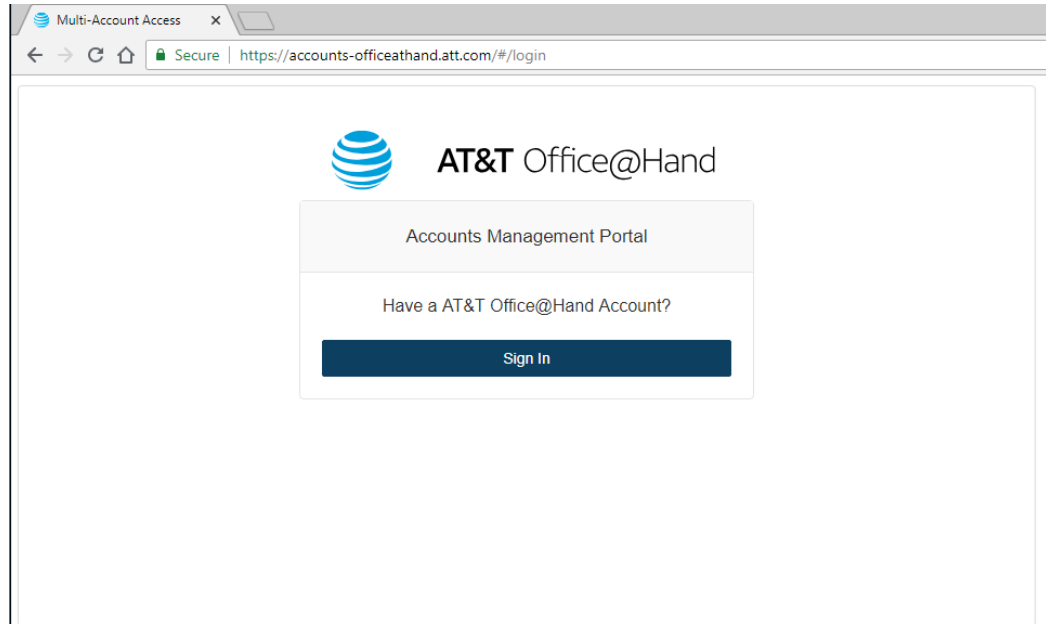 Multi-Account Access
Secure | https://accounts-officeathand.att.com/#/login
AT&T Office@Hand
Accounts Management Portal
Have a AT&T Office@Hand Account?
Sign In